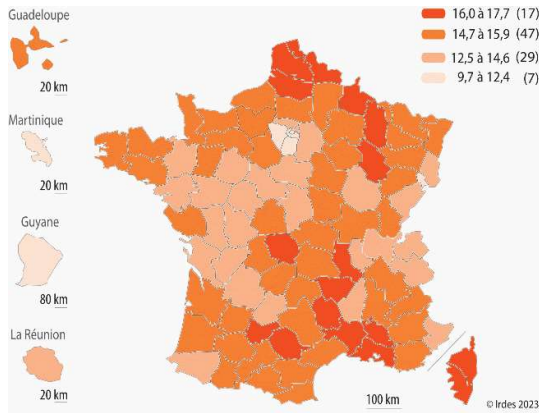 Guadeloupe
20 km
Martinique
20 km
Guyane
80 km
La Réunion
20 km
16,0 à 17,7 (17)
14,7 à 15,9 (47)
12,5 à 14,6 (29)
9,7 à 12,4 (7)
100 km
© Irdes 2023